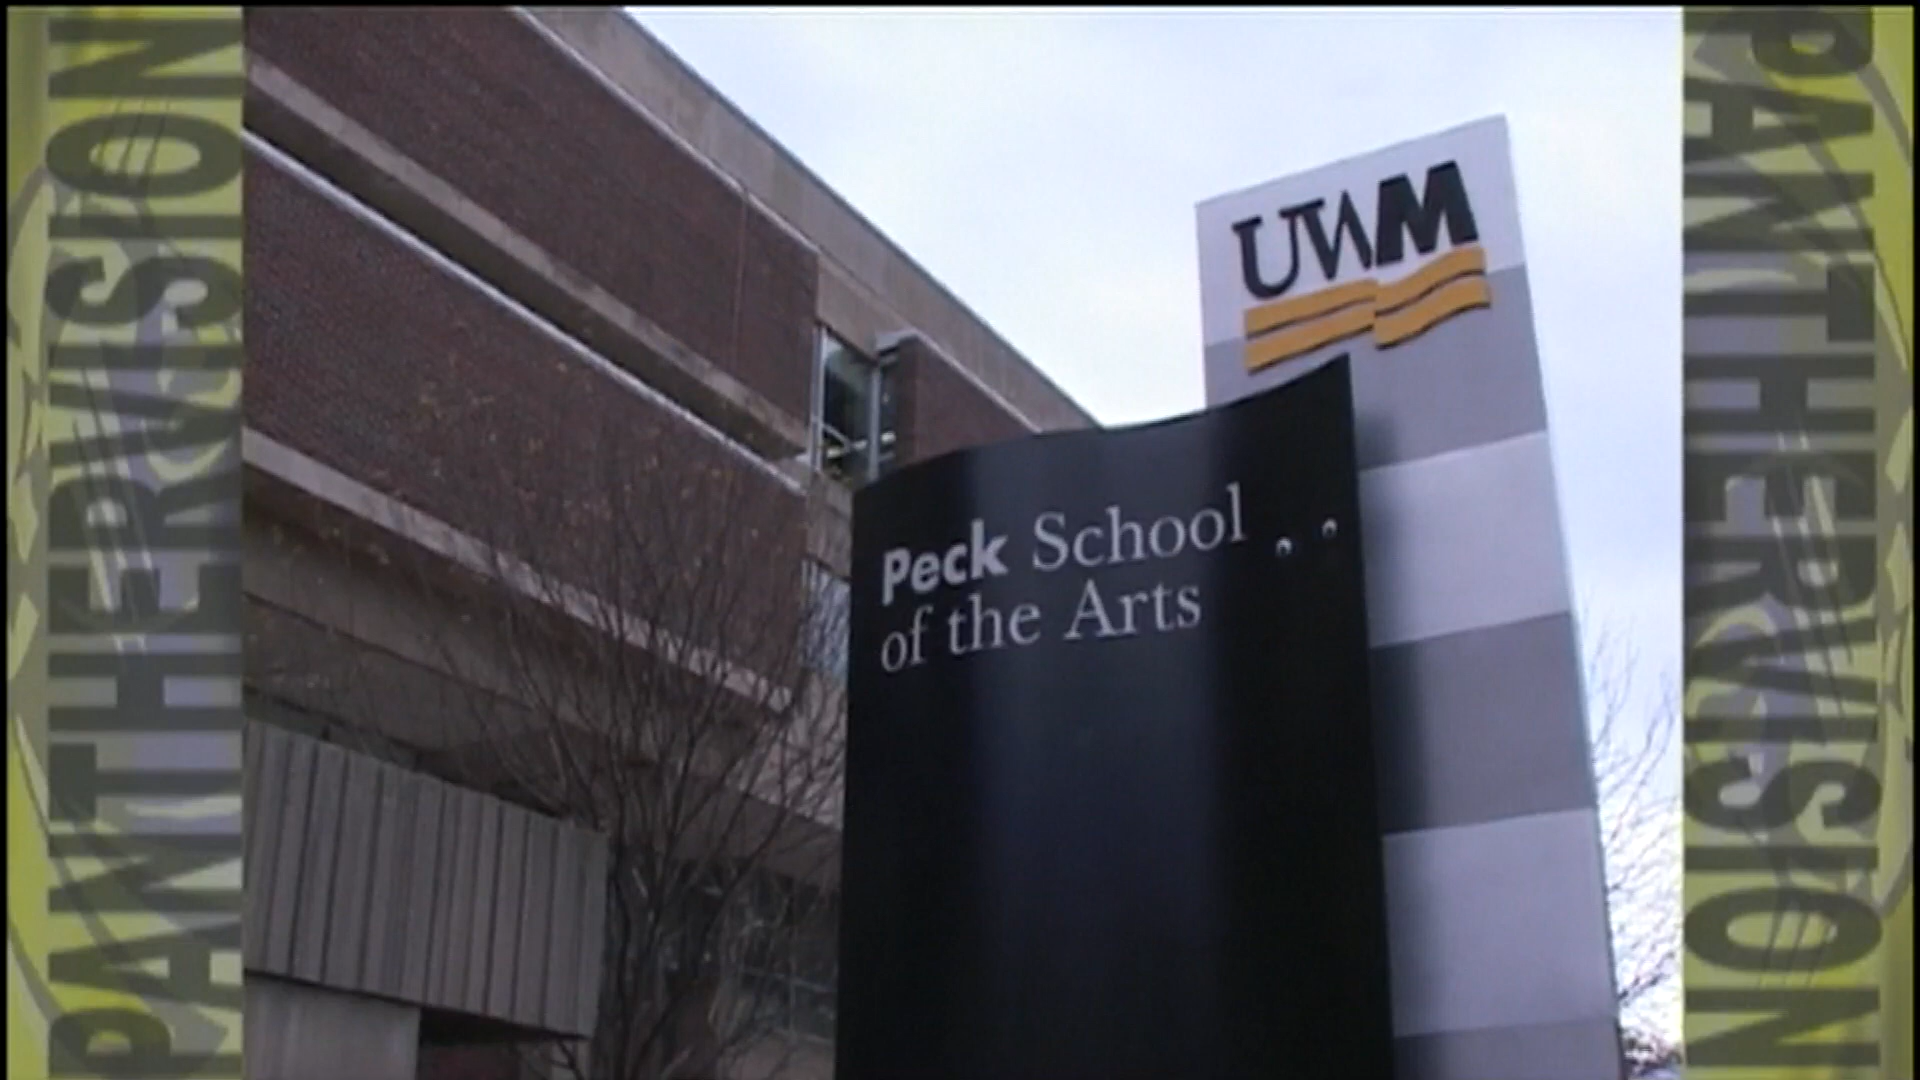 PANTHERVISION
UWM
Peck School
of the Arts
PANTHERVISION